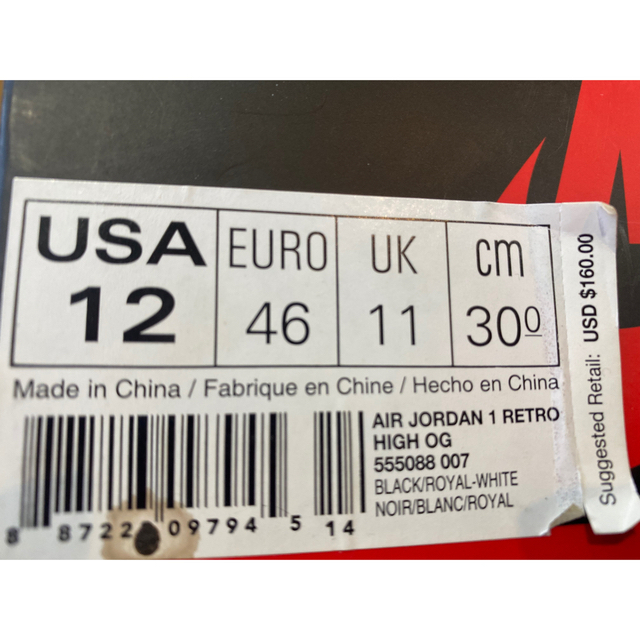 USA EURO UK cm
12 46 11 30⁰
Made in China / Fabrique en Chine / Hecho en China
AIR JORDAN 1 RETRO
HIGH OG
555088 007
BLACK/ROYAL-WHITE
NOIR/BLANC/ROYAL
09794 5 14
Suggested Retail: USD $160.00